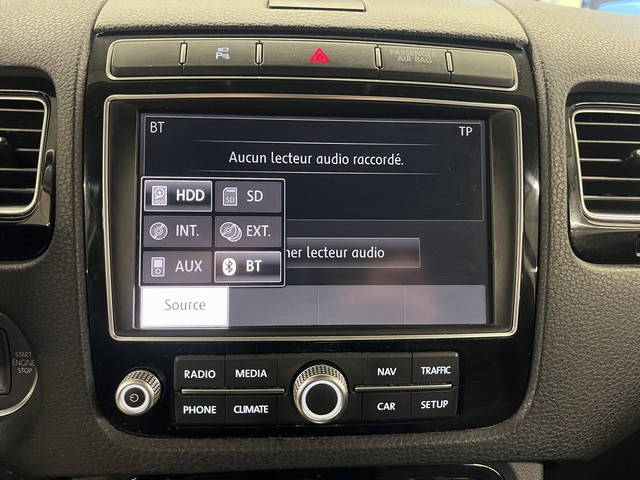 PASSENGER
AIR BAG
BT TP
Aucun lecteur audio raccordé.
HDD SD
INT. EXT.
her lecteur audio
AUX BT
Source
START
ENGINE
STOP
RADIO MEDIA NAV TRAFFIC
PHONE CLIMATE CAR SETUP